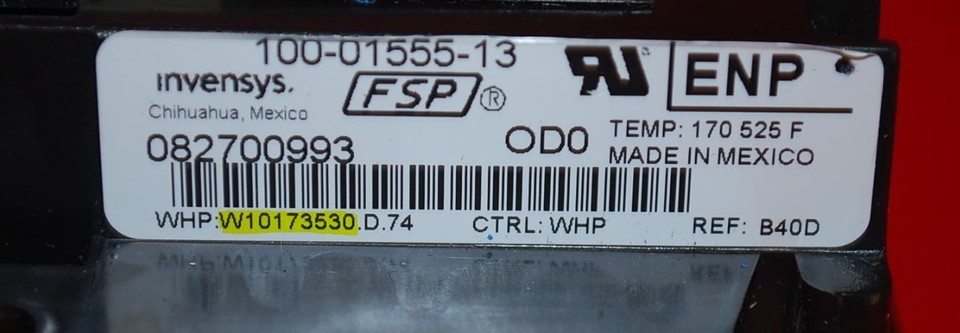 100-01555-13
invensys. FSP ® ENP
Chihuahua, Mexico
082700993 OD0 TEMP: 170 525 F
MADE IN MEXICO
WHP:W10173530.D.74 CTRL: WHP REF: B40D